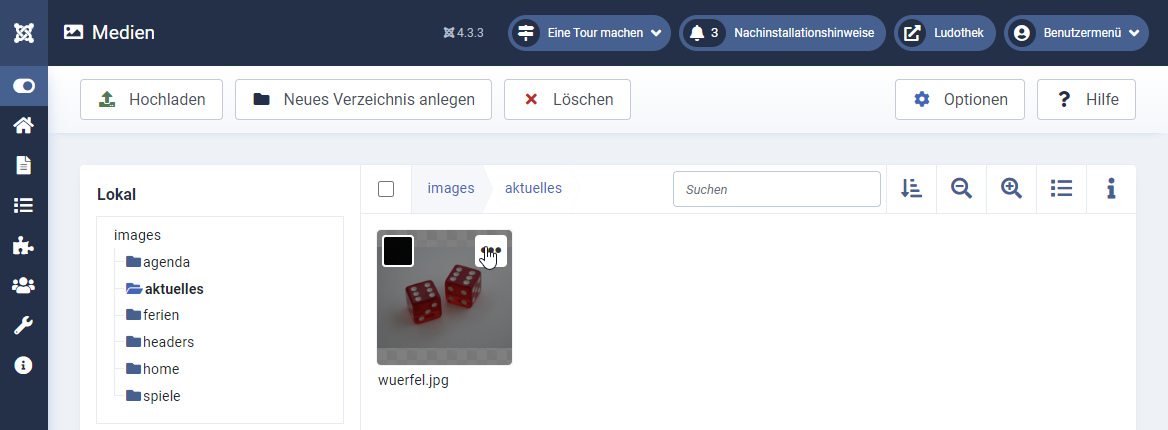 Medien
4.3.3
Eine Tour machen
3 Nachinstallationshinweise
Ludothek
Benutzermenü
Hochladen
Neues Verzeichnis anlegen
Löschen
Optionen
? Hilfe
Lokal
images
agenda
aktuelles
ferien
headers
home
spiele
images
aktuelles
Suchen
wuerfel.jpg